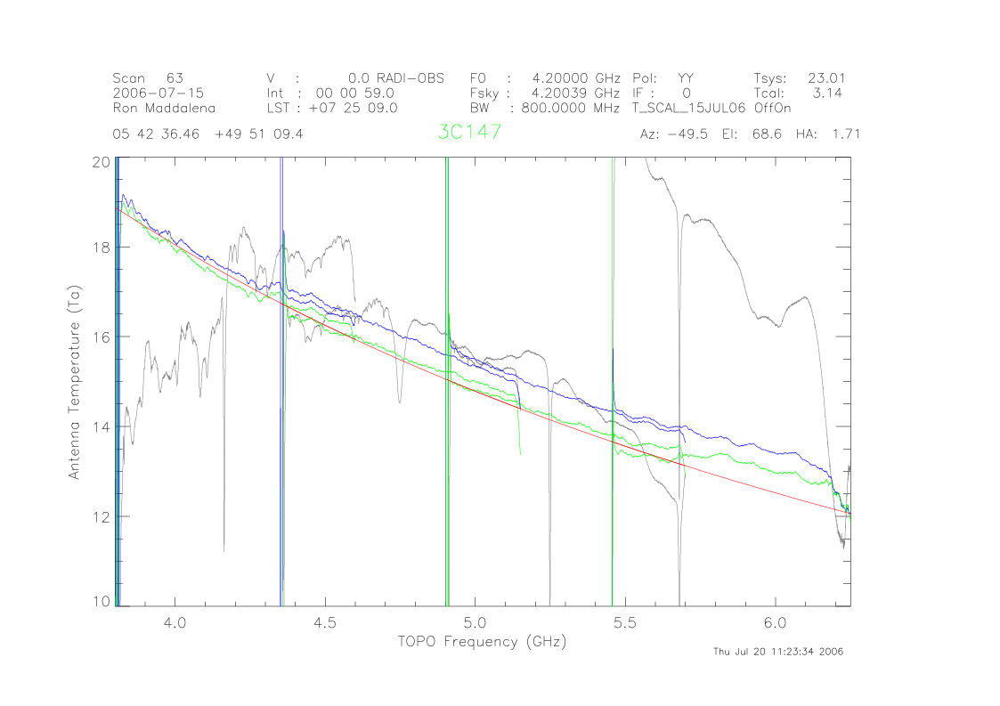 Scan 63 V : 0.0 RADI-OBS F0 : 4.20000 GHz Pol: YY Tsys: 23.01
2006-07-15 Int : 00 00 59.0 Fsky : 4.20039 GHz IF : 0 Tcal: 3.14
Ron Maddalena LST : +07 25 09.0 BW : 800.0000 MHz T_SCAL_15JUL06 OffOn
05 42 36.46 +49 51 09.4 3C147 Az: -49.5 El: 68.6 HA: 1.71
20
18
16
14
12
10
Antenna Temperature (Ta)
4.0 4.5 5.0 5.5 6.0
TOPO Frequency (GHz)
Thu Jul 20 11:23:34 2006